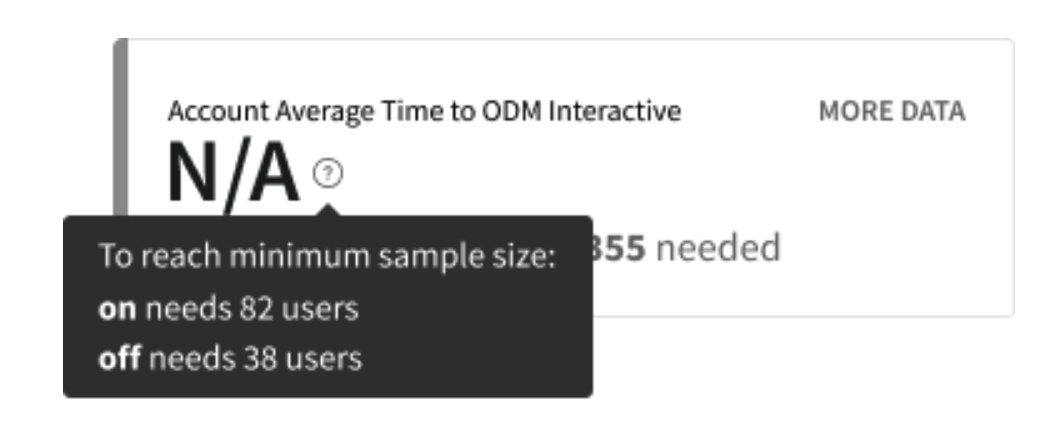 Account Average Time to ODM Interactive
MORE DATA
N/A ?
To reach minimum sample size:
on needs 82 users
off needs 38 users
355 needed